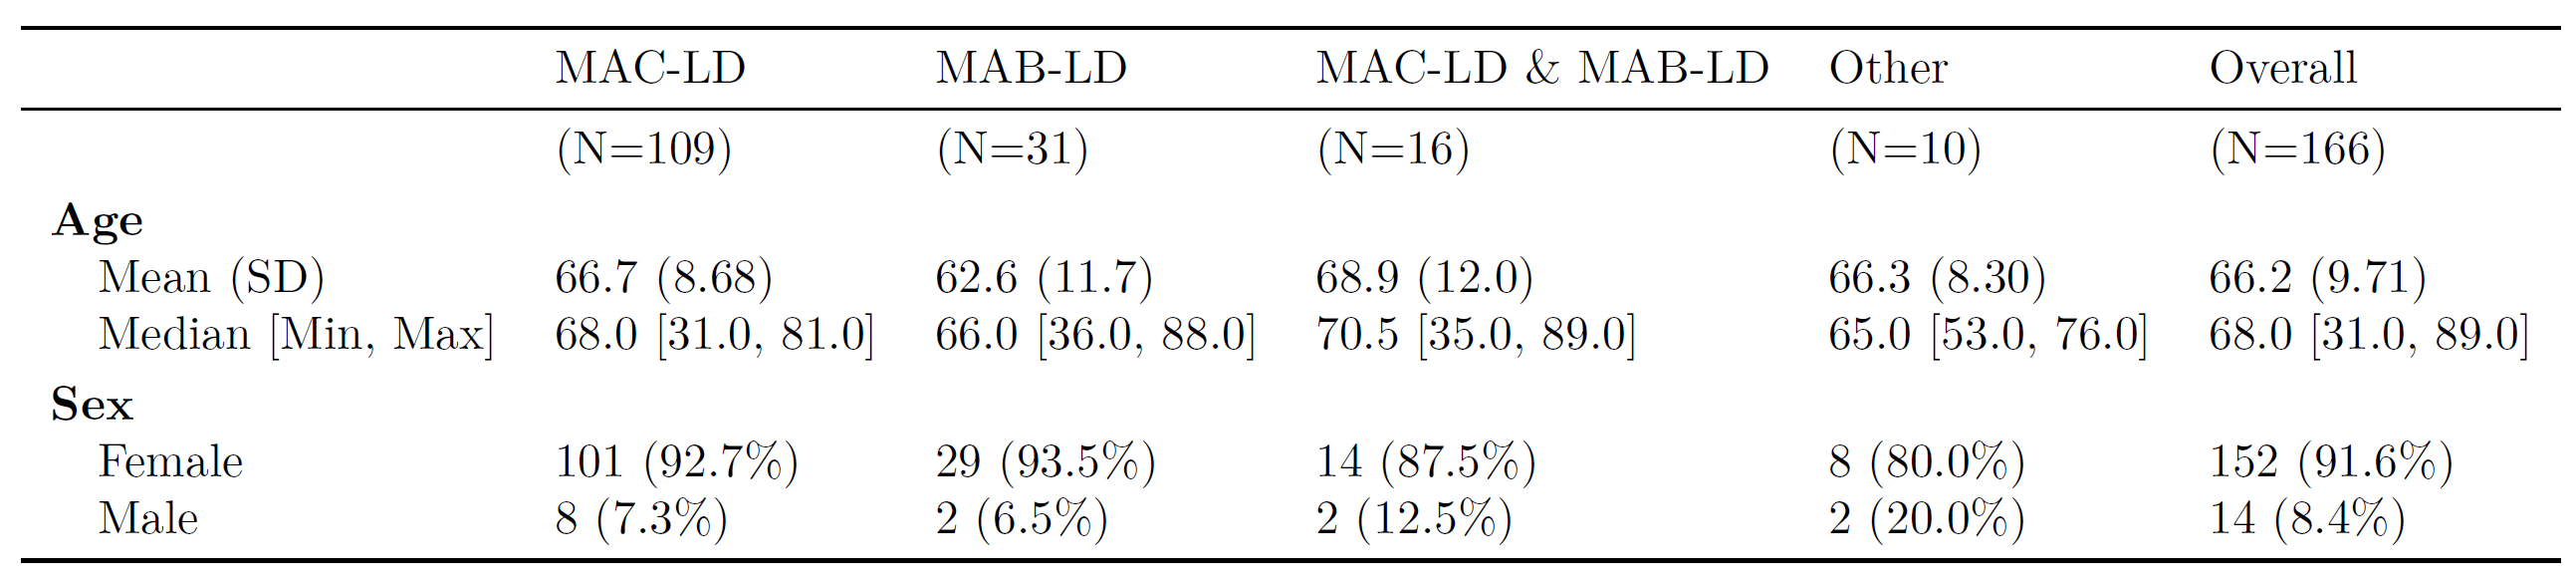 MAC-LD MAB-LD MAC-LD & MAB-LD Other Overall
(N=109) (N=31) (N=16) (N=10) (N=166)
Age
Mean (SD) 66.7 (8.68) 62.6 (11.7) 68.9 (12.0) 66.3 (8.30) 66.2 (9.71)
Median [Min, Max] 68.0 [31.0, 81.0] 66.0 [36.0, 88.0] 70.5 [35.0, 89.0] 65.0 [53.0, 76.0] 68.0 [31.0, 89.0]
Sex
Female 101 (92.7%) 29 (93.5%) 14 (87.5%) 8 (80.0%) 152 (91.6%)
Male 8 (7.3%) 2 (6.5%) 2 (12.5%) 2 (20.0%) 14 (8.4%)